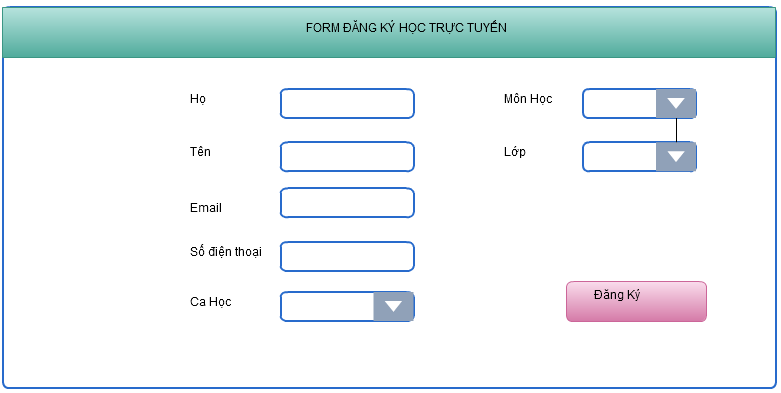 FORM ĐĂNG KÝ HỌC TRỰC TUYẾN
Họ
Môn Học
Tên
Lớp
Email
Số điện thoại
Ca Học
Đăng Ký